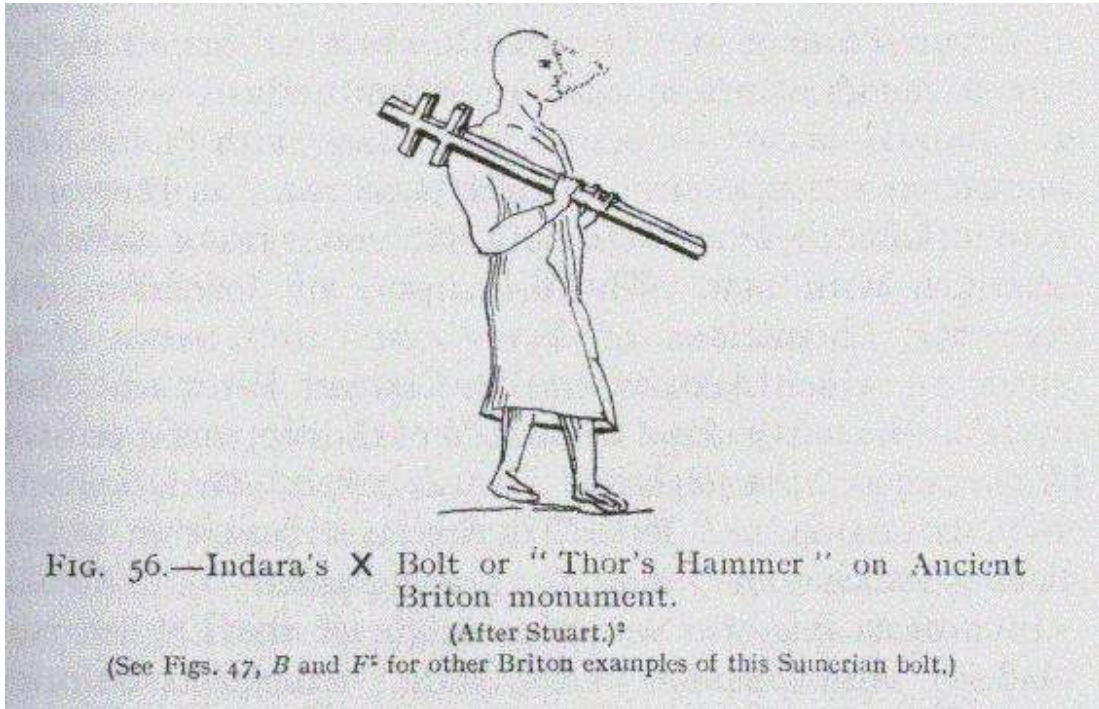 FIG. 56.—Indara's X Bolt or "Thor's Hammer" on Ancient
Briton monument.
(After Stuart.)²
(See Figs. 47, B and F¹ for other Briton examples of this Sumerian bolt.)